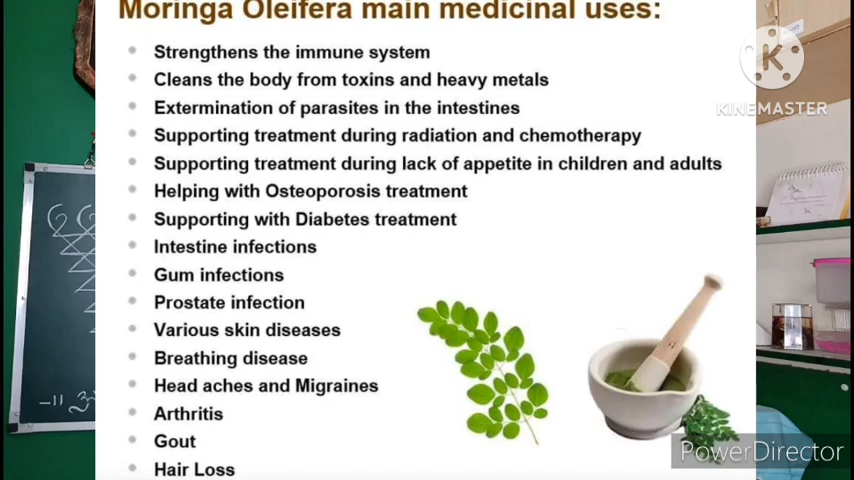 Moringa Oleifera main medicinal uses:
Strengthens the immune system
Cleans the body from toxins and heavy metals
Extermination of parasites in the intestines
Supporting treatment during radiation and chemotherapy
Supporting treatment during lack of appetite in children and adults
Helping with Osteoporosis treatment
Supporting with Diabetes treatment
Intestine infections
Gum infections
Prostate infection
Various skin diseases
Breathing disease
Head aches and Migraines
Arthritis
Gout
Hair Loss
KINEMASTER
PowerDirector